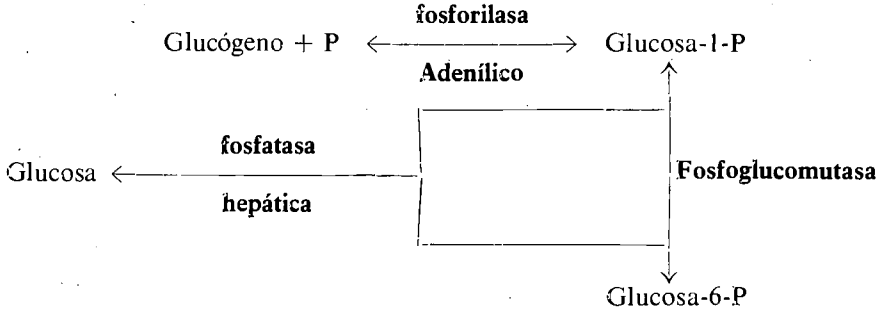 fosforilasa
Glucógeno + P ⟷ Glucosa-1-P
Adenílico
fosfatasa
Glucosa ⟵ Fosfoglucomutasa
hepática
Glucosa-6-P